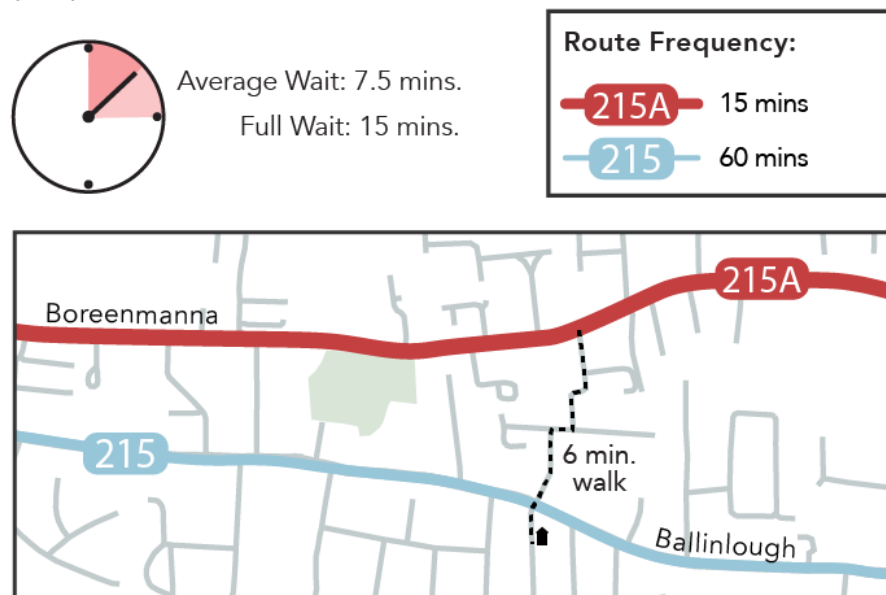 Average Wait: 7.5 mins.
Full Wait: 15 mins.
Route Frequency:
215A 15 mins
215 60 mins
215A
Boreenmanna
215
6 min.
walk
Ballinlough